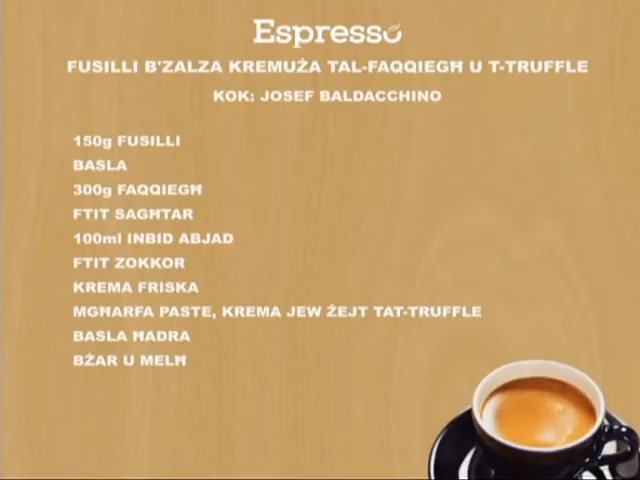 Espresso
FUSILLI B'ZALZA KREMUŻA TAL-FAQQIEGĦ U T-TRUFFLE
KOK: JOSEF BALDACCHINO
150g FUSILLI
BASLA
300g FAQQIEGĦ
FTIT SAGĦTAR
100ml INBID ABJAD
FTIT ZOKKOR
KREMA FRISKA
MGĦARFA PASTE, KREMA JEW ŻEJT TAT-TRUFFLE
BASLA ĦADRA
BŻAR U MELĦ